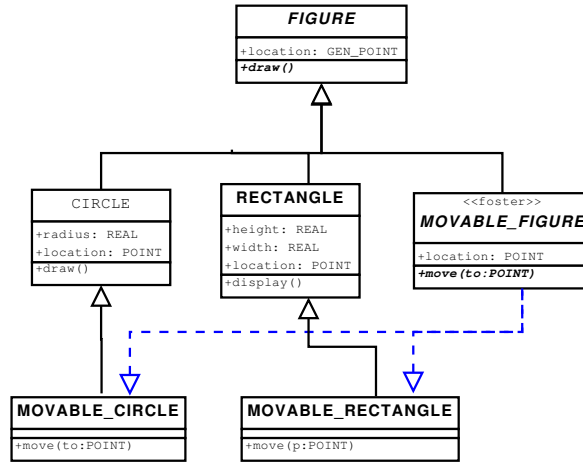 FIGURE
+location: GEN_POINT
+draw()
CIRCLE
+radius: REAL
+location: POINT
+draw()
RECTANGLE
+height: REAL
+width: REAL
+location: POINT
+display()
<<foster>>
MOVABLE_FIGURE
+location: POINT
+move(to:POINT)
MOVABLE_CIRCLE
+move(to:POINT)
MOVABLE_RECTANGLE
+move(p:POINT)